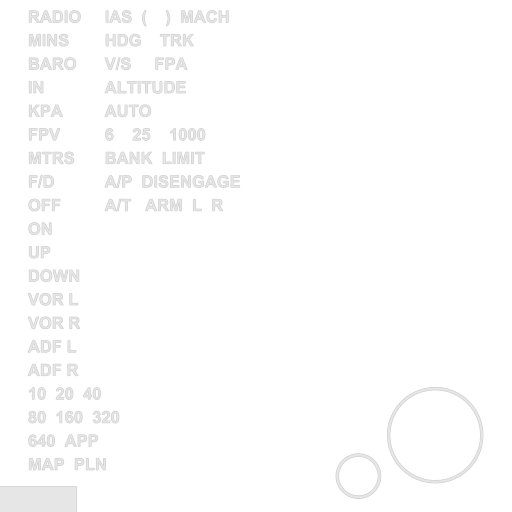 RADIO IAS ( ) MACH
MINS HDG TRK
BARO V/S FPA
IN ALTITUDE
KPA AUTO
FPV 6 25 1000
MTRS BANK LIMIT
F/D A/P DISENGAGE
OFF A/T ARM L R
ON
UP
DOWN
VOR L
VOR R
ADF L
ADF R
10 20 40
80 160 320
640 APP
MAP PLN